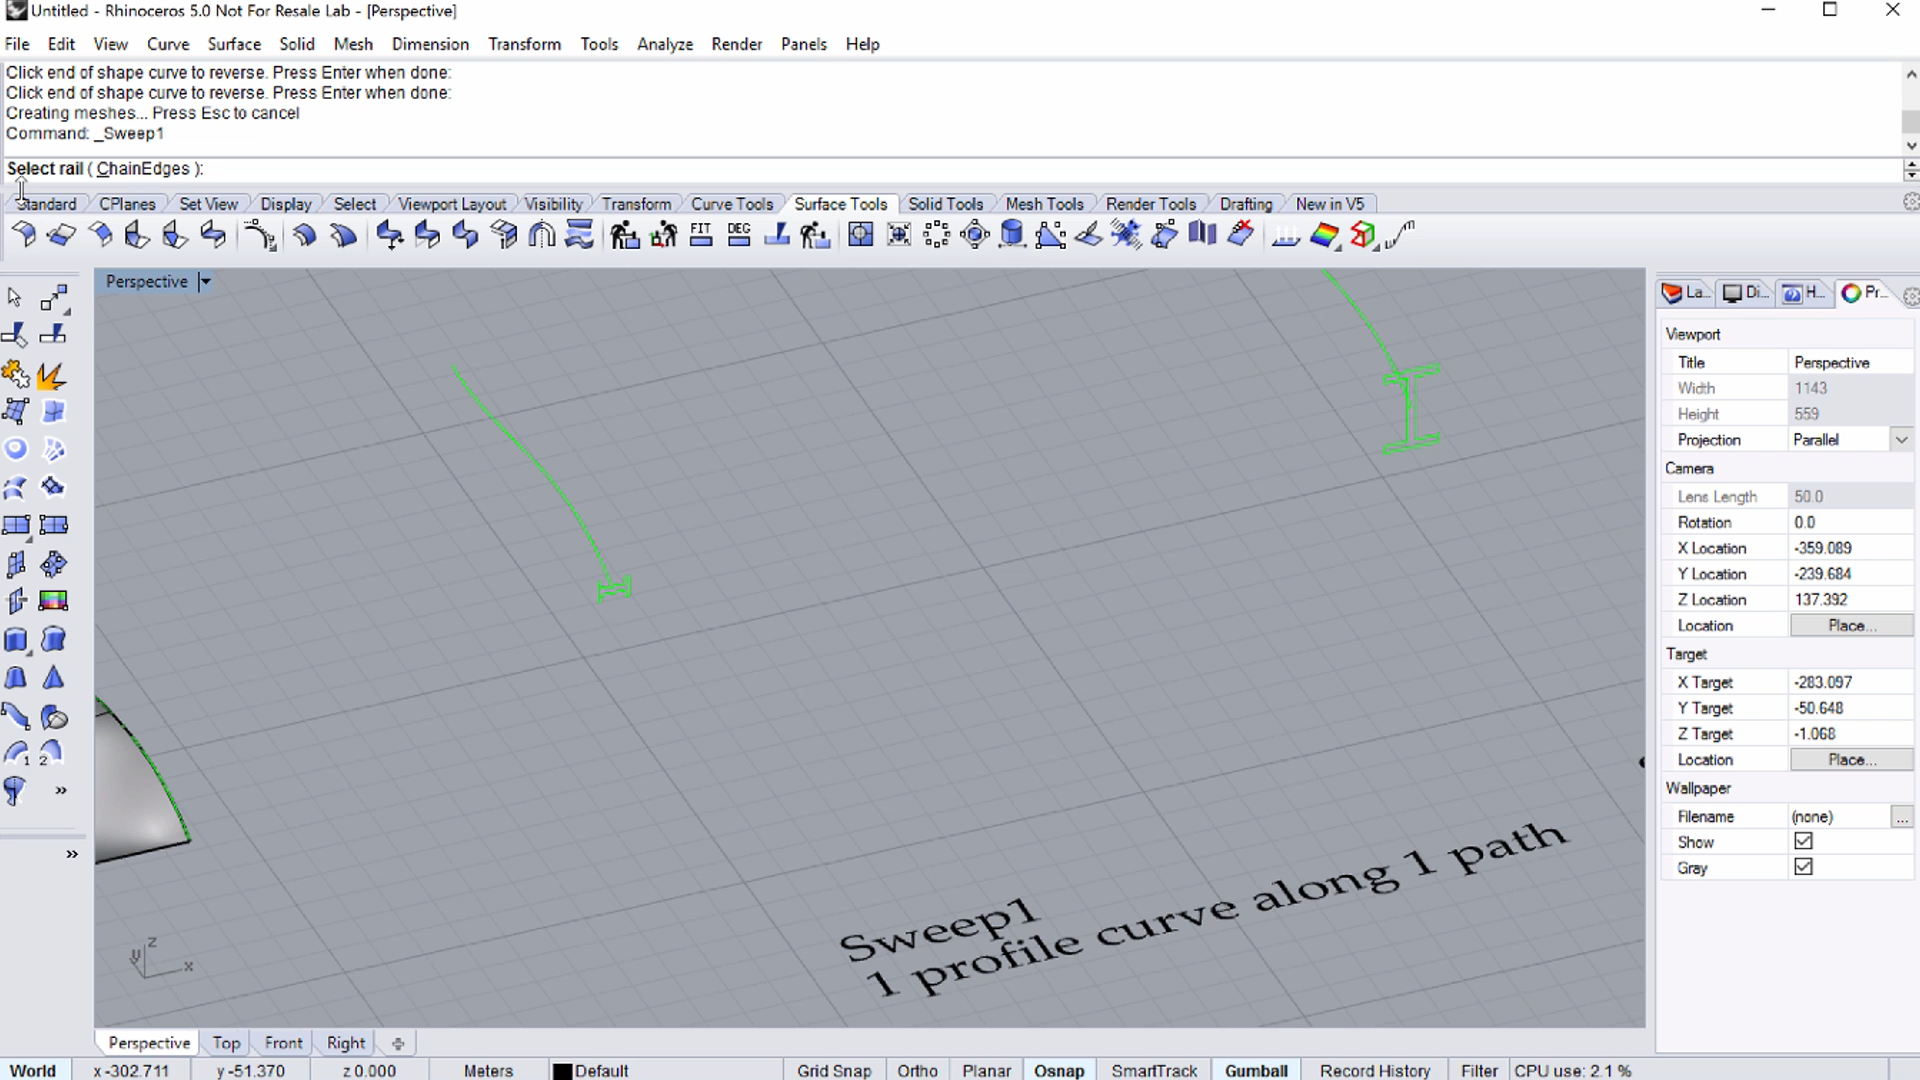 Untitled - Rhinoceros 5.0 Not For Resale Lab - [Perspective]
File Edit View Curve Surface Solid Mesh Dimension Transform Tools Analyze Render Panels Help
Click end of shape curve to reverse. Press Enter when done:
Click end of shape curve to reverse. Press Enter when done:
Creating meshes... Press Esc to cancel
Command: _Sweep1
Select rail ( ChainEdges ):
Standard CPlanes Set View Display Select Viewport Layout Visibility Transform Curve Tools Surface Tools Solid Tools Mesh Tools Render Tools Drafting New in V5
FIT DEG
Perspective
La... Di... H... Pr...
Viewport
Title Perspective
Width 1143
Height 559
Projection Parallel
Camera
Lens Length 50.0
Rotation 0.0
X Location -359.089
Y Location -239.684
Z Location 137.392
Location Place...
Target
X Target -283.097
Y Target -50.648
Z Target -1.068
Location Place...
Wallpaper
Filename (none) ...
Show
Gray
1 2
Sweep1
1 profile curve along 1 path
z
y x
Perspective Top Front Right
World x -302.711 y -51.370 z 0.000 Meters Default Grid Snap Ortho Planar Osnap SmartTrack Gumball Record History Filter CPU use: 2.1 %